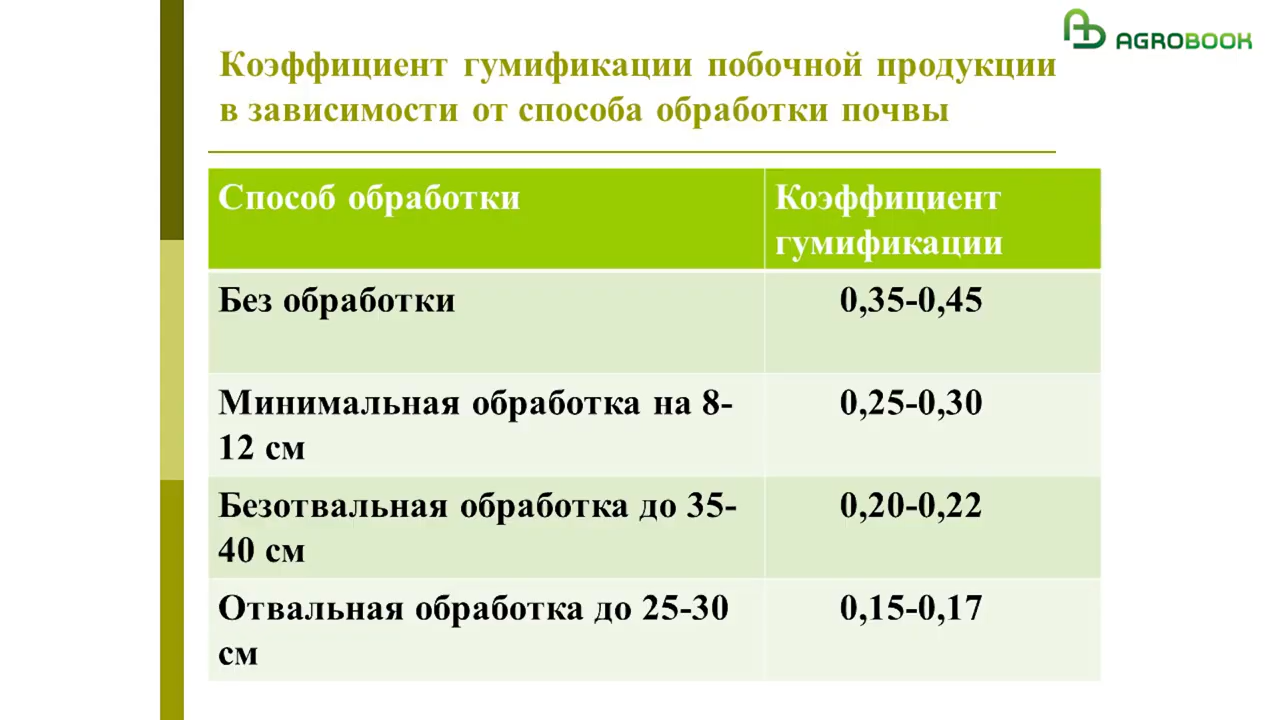 AGROBOOK
Коэффициент гумификации побочной продукции
в зависимости от способа обработки почвы
Способ обработки
Коэффициент
гумификации
Без обработки
0,35-0,45
Минимальная обработка на 8-
12 см
0,25-0,30
Безотвальная обработка до 35-
40 см
0,20-0,22
Отвальная обработка до 25-30
см
0,15-0,17